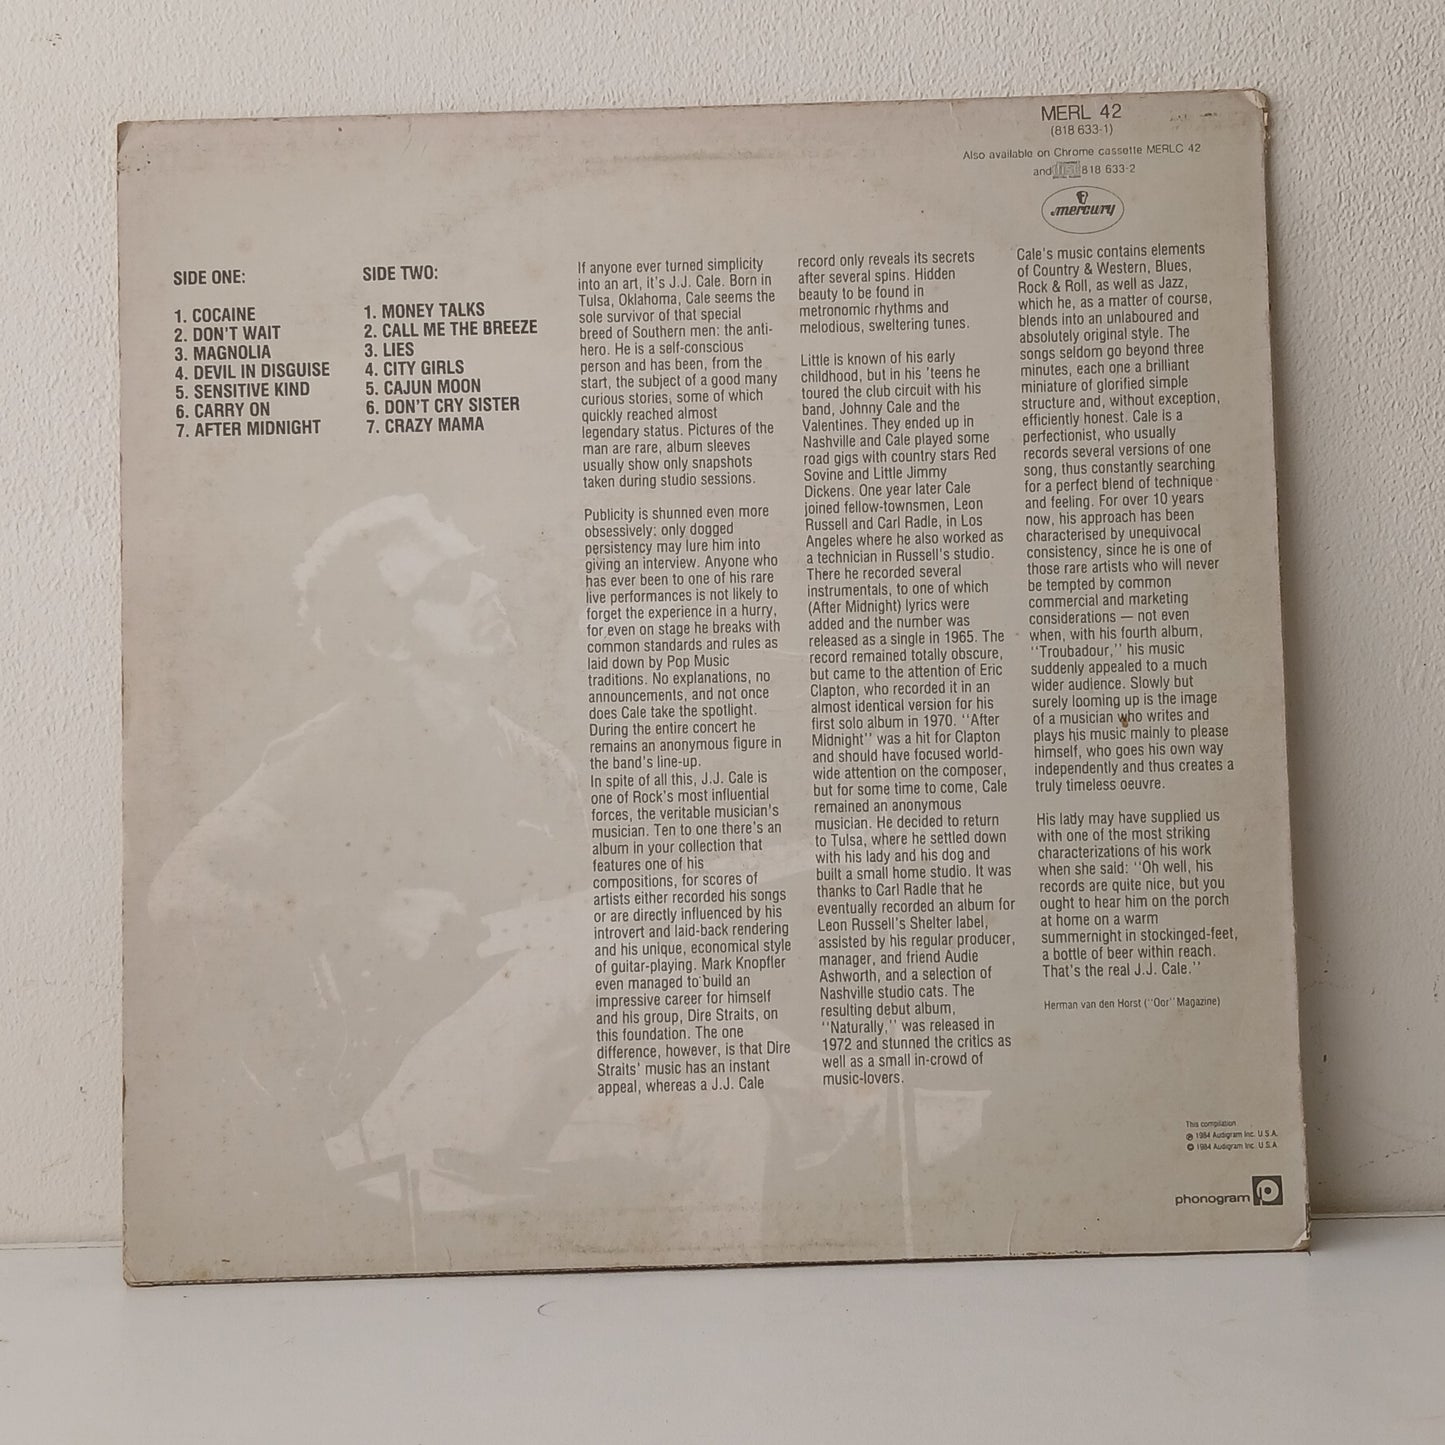 MERL 42
(818 633-1)
Also available on Chrome cassette MERLC 42
and disc 818 633-2
mercury
SIDE ONE:
1. COCAINE
2. DON'T WAIT
3. MAGNOLIA
4. DEVIL IN DISGUISE
5. SENSITIVE KIND
6. CARRY ON
7. AFTER MIDNIGHT
SIDE TWO:
1. MONEY TALKS
2. CALL ME THE BREEZE
3. LIES
4. CITY GIRLS
5. CAJUN MOON
6. DON'T CRY SISTER
7. CRAZY MAMA
If anyone ever turned simplicity
into an art, it's J.J. Cale. Born in
Tulsa, Oklahoma, Cale seems the
sole survivor of that special
breed of Southern men: the anti-
hero. He is a self-conscious
person and has been, from the
start, the subject of a good many
curious stories, some of which
quickly reached almost
legendary status. Pictures of the
man are rare, album sleeves
usually show only snapshots
taken during studio sessions.
Publicity is shunned even more
obsessively: only dogged
persistency may lure him into
giving an interview. Anyone who
has ever been to one of his rare
live performances is not likely to
forget the experience in a hurry,
for even on stage he breaks with
common standards and rules as
laid down by Pop Music
traditions. No explanations, no
announcements, and not once
does Cale take the spotlight.
During the entire concert he
remains an anonymous figure in
the band's line-up.
In spite of all this, J.J. Cale is
one of Rock's most influential
forces, the veritable musician's
musician. Ten to one there's an
album in your collection that
features one of his
compositions, for scores of
artists either recorded his songs
or are directly influenced by his
introvert and laid-back rendering
and his unique, economical style
of guitar-playing. Mark Knopfler
even managed to build an
impressive career for himself
and his group, Dire Straits, on
this foundation. The one
difference, however, is that Dire
Straits' music has an instant
appeal, whereas a J.J. Cale
record only reveals its secrets
after several spins. Hidden
beauty to be found in
metronomic rhythms and
melodious, sweltering tunes.
Little is known of his early
childhood, but in his 'teens he
toured the club circuit with his
band, Johnny Cale and the
Valentines. They ended up in
Nashville and Cale played some
road gigs with country stars Red
Sovine and Little Jimmy
Dickens. One year later Cale
joined fellow-townsmen, Leon
Russell and Carl Radle, in Los
Angeles where he also worked as
a technician in Russell's studio.
There he recorded several
instrumentals, to one of which
(After Midnight) lyrics were
added and the number was
released as a single in 1965. The
record remained totally obscure,
but came to the attention of Eric
Clapton, who recorded it in an
almost identical version for his
first solo album in 1970. "After
Midnight" was a hit for Clapton
and should have focused world-
wide attention on the composer,
but for some time to come, Cale
remained an anonymous
musician. He decided to return
to Tulsa, where he settled down
with his lady and his dog and
built a small home studio. It was
thanks to Carl Radle that he
eventually recorded an album for
Leon Russell's Shelter label,
assisted by his regular producer,
manager, and friend Audie
Ashworth, and a selection of
Nashville studio cats. The
resulting debut album,
"Naturally," was released in
1972 and stunned the critics as
well as a small in-crowd of
music-lovers.
Cale's music contains elements
of Country & Western, Blues,
Rock & Roll, as well as Jazz,
which he, as a matter of course,
blends into an unlaboured and
absolutely original style. The
songs seldom go beyond three
minutes, each one a brilliant
miniature of glorified simple
structure and, without exception,
efficiently honest. Cale is a
perfectionist, who usually
records several versions of one
song, thus constantly searching
for a perfect blend of technique
and feeling. For over 10 years
now, his approach has been
characterised by unequivocal
consistency, since he is one of
those rare artists who will never
be tempted by common
commercial and marketing
considerations — not even
when, with his fourth album,
"Troubadour," his music
suddenly appealed to a much
wider audience. Slowly but
surely looming up is the image
of a musician who writes and
plays his music mainly to please
himself, who goes his own way
independently and thus creates a
truly timeless oeuvre.
His lady may have supplied us
with one of the most striking
characterizations of his work
when she said: "Oh well, his
records are quite nice, but you
ought to hear him on the porch
at home on a warm
summernight in stockinged-feet,
a bottle of beer within reach.
That's the real J.J. Cale."
Herman van den Horst ("Oor" Magazine)
This compilation
℗ 1984 Audigram Inc. U.S.A.
© 1984 Audigram Inc. U.S.A.
phonogram